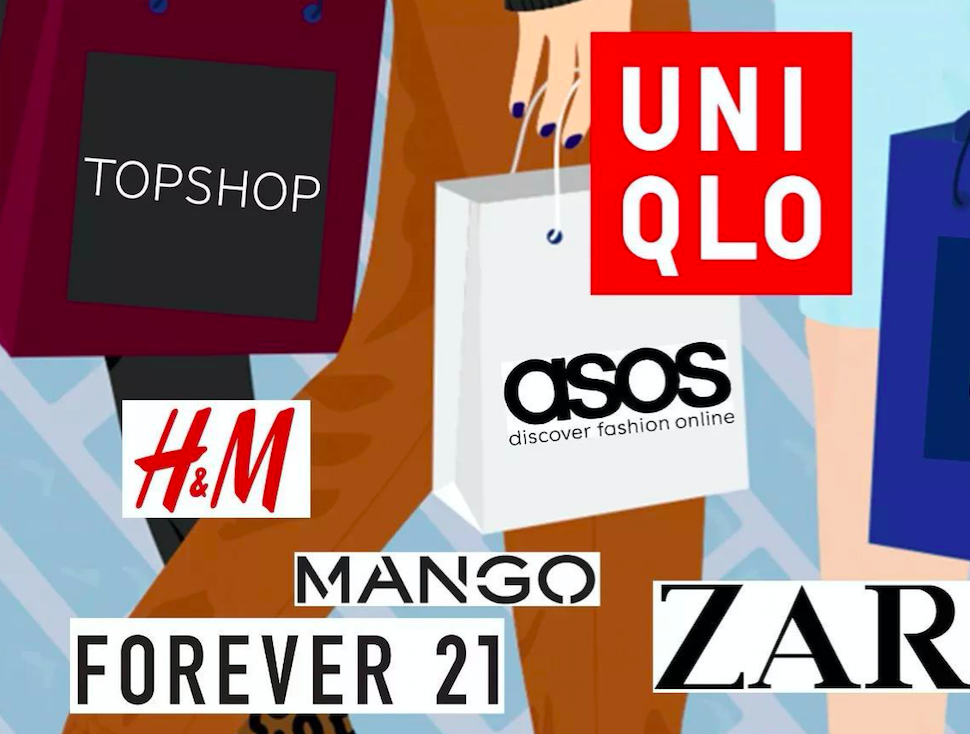 TOPSHOP
UNI
QLO
asos
discover fashion online
H&M
MANGO
FOREVER 21
ZAR